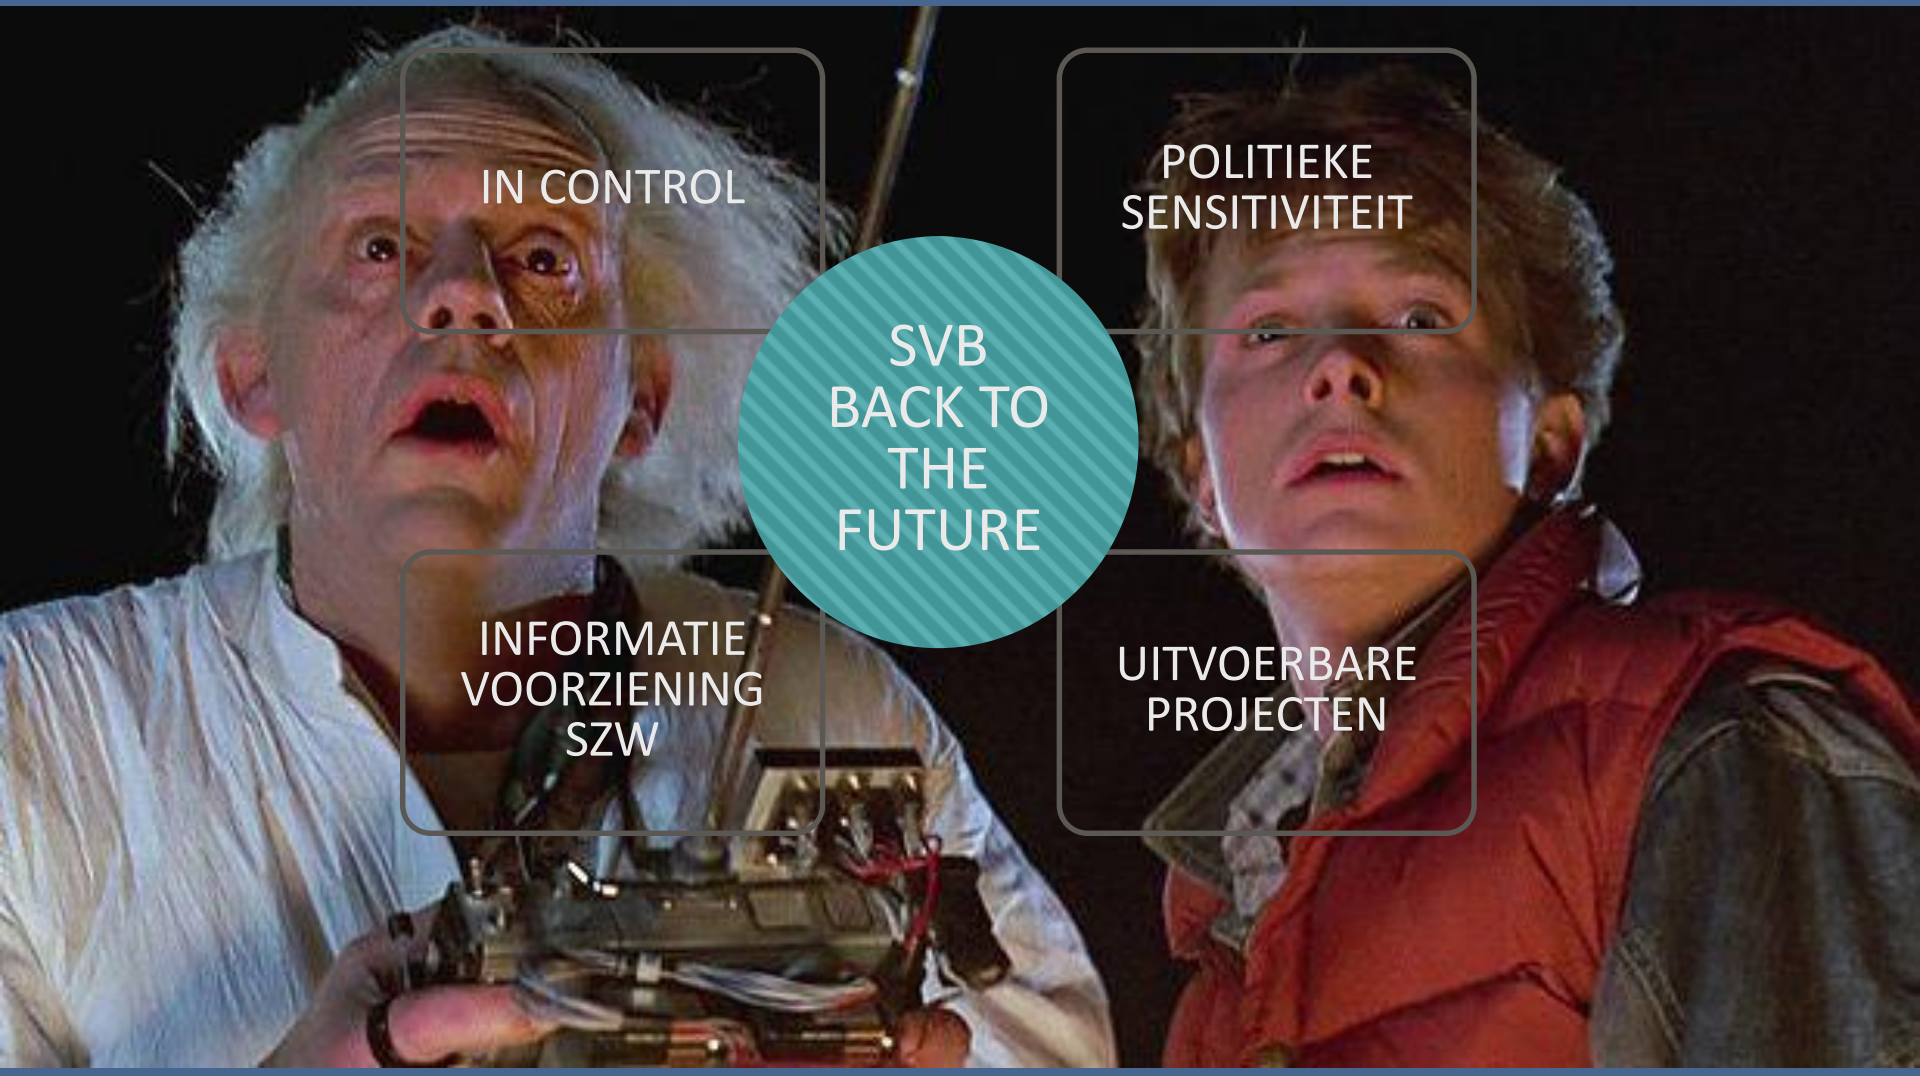 IN CONTROL
POLITIEKE
SENSITIVITEIT
SVB
BACK TO
THE
FUTURE
INFORMATIE
VOORZIENING
SZW
UITVOERBARE
PROJECTEN